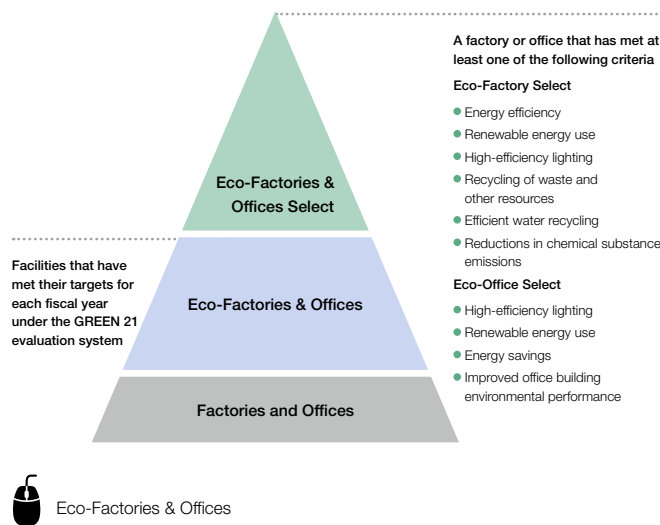 A factory or office that has met at
least one of the following criteria
Eco-Factory Select
Energy efficiency
Renewable energy use
High-efficiency lighting
Recycling of waste and
other resources
Efficient water recycling
Reductions in chemical substance
emissions
Eco-Office Select
High-efficiency lighting
Renewable energy use
Energy savings
Improved office building
environmental performance
Eco-Factories &
Offices Select
Facilities that have
met their targets for
each fiscal year
under the GREEN 21
evaluation system
Eco-Factories & Offices
Factories and Offices
Eco-Factories & Offices